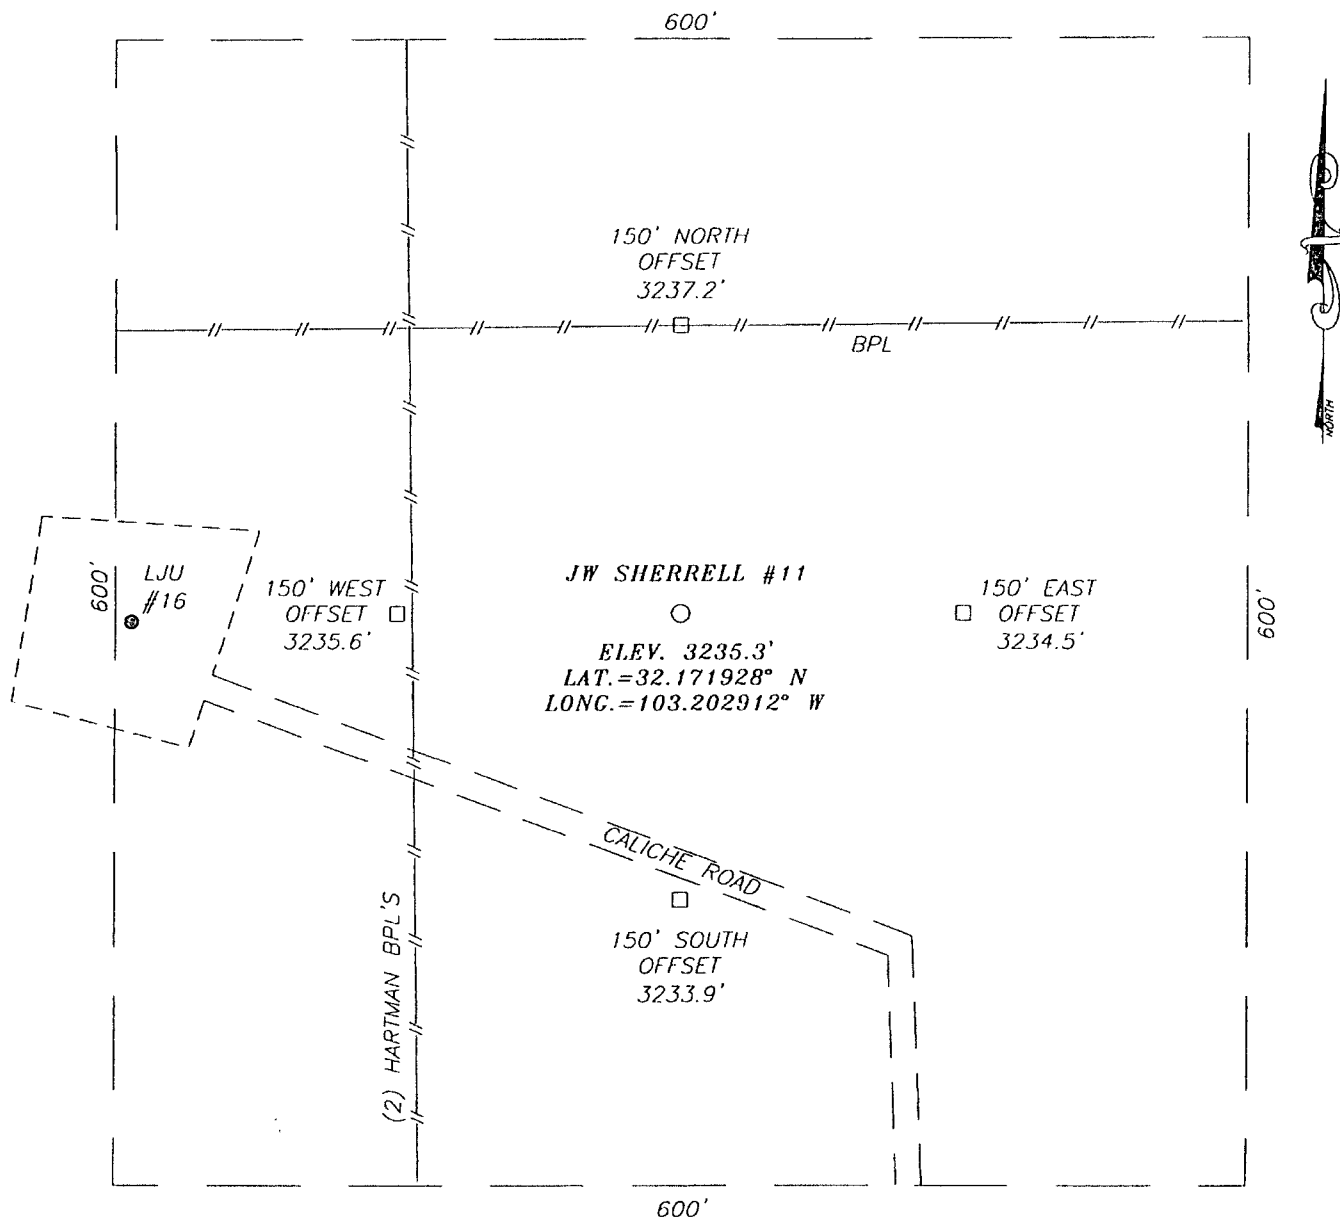 600'
150' NORTH
OFFSET
3237.2'
BPL
NORTH
600'
LJU
#16
150' WEST
OFFSET
3235.6'
JW SHERRELL #11
ELEV. 3235.3'
LAT.=32.171928° N
LONG.=103.202912° W
150' EAST
OFFSET
3234.5'
600'
CALICHE ROAD
150' SOUTH
OFFSET
3233.9'
(2) HARTMAN BPL'S
600'